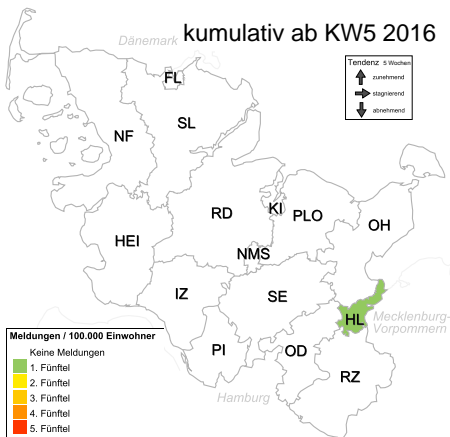 kumulativ ab KW5 2016
Dänemark
Tendenz 5 Wochen
zunehmend
stagnierend
abnehmend
FL
SL
NF
KI
RD
PLO
OH
HEI
NMS
IZ
SE
HL
Mecklenburg-
Vorpommern
PI
OD
RZ
Hamburg
Meldungen / 100.000 Einwohner
Keine Meldungen
1. Fünftel
2. Fünftel
3. Fünftel
4. Fünftel
5. Fünftel